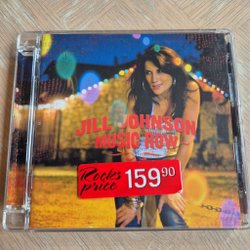 JILL JOHNSON
MUSIC ROW
Rocks
price
159 90